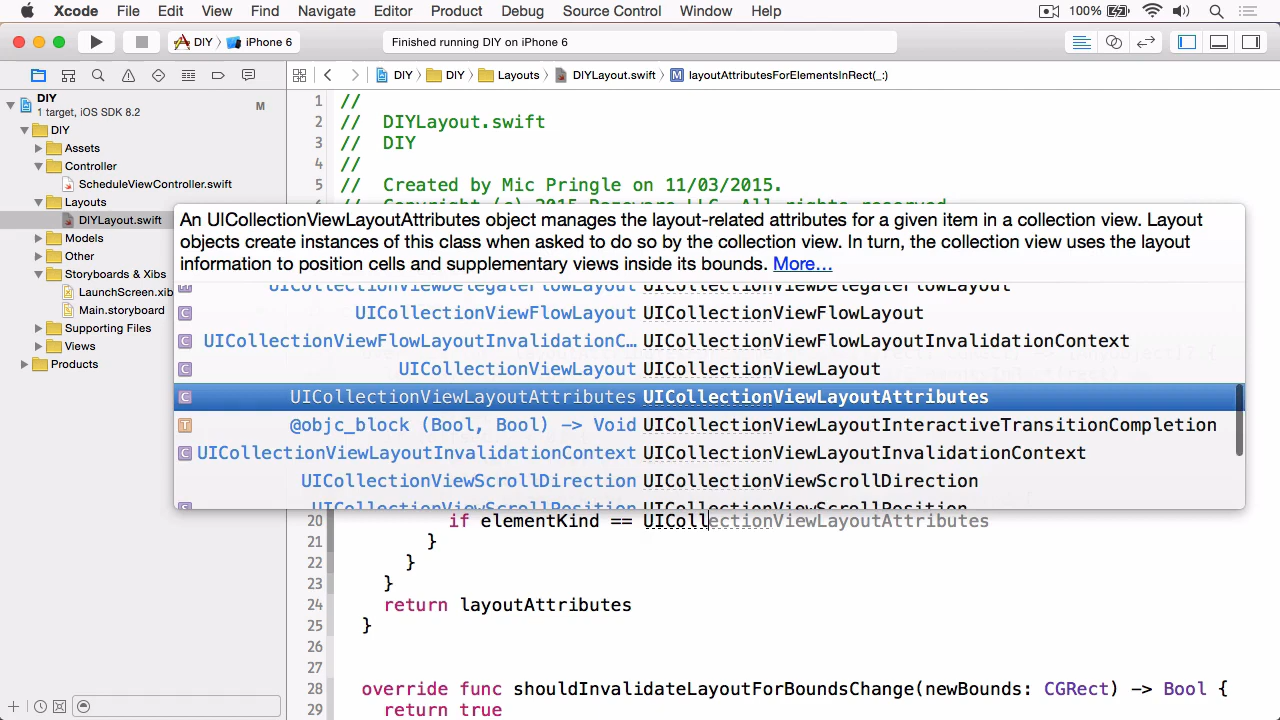 Xcode File Edit View Find Navigate Editor Product Debug Source Control Window Help 100%
DIY iPhone 6 Finished running DIY on iPhone 6
DIY DIY Layouts DIYLayout.swift M layoutAttributesForElementsInRect(_:)
DIY
1 target, iOS SDK 8.2 M
DIY
Assets
Controller
ScheduleViewController.swift
Layouts
DIYLayout.swift
Models
Other
Storyboards & Xibs
LaunchScreen.xib
Main.storyboard
Supporting Files
Views
Products
1 //
2 // DIYLayout.swift
3 // DIY
4 //
5 // Created by Mic Pringle on 11/03/2015.
An UICollectionViewLayoutAttributes object manages the layout-related attributes for a given item in a collection view. Layout
objects create instances of this class when asked to do so by the collection view. In turn, the collection view uses the layout
information to position cells and supplementary views inside its bounds. More...
UICollectionViewDelegateFlowLayout UICollectionViewDelegateFlowLayout
C UICollectionViewFlowLayout UICollectionViewFlowLayout
C UICollectionViewFlowLayoutInvalidationC... UICollectionViewFlowLayoutInvalidationContext
C UICollectionViewLayout UICollectionViewLayout
C UICollectionViewLayoutAttributes UICollectionViewLayoutAttributes
T @objc_block (Bool, Bool) -> Void UICollectionViewLayoutInteractiveTransitionCompletion
C UICollectionViewLayoutInvalidationContext UICollectionViewLayoutInvalidationContext
UICollectionViewScrollDirection UICollectionViewScrollDirection
UICollectionViewScrollPosition UICollectionViewScrollPosition
20 if elementKind == UICollectionViewLayoutAttributes
21 }
22 }
23 }
24 return layoutAttributes
25 }
26
27
28 override func shouldInvalidateLayoutForBoundsChange(newBounds: CGRect) -> Bool {
29 return true